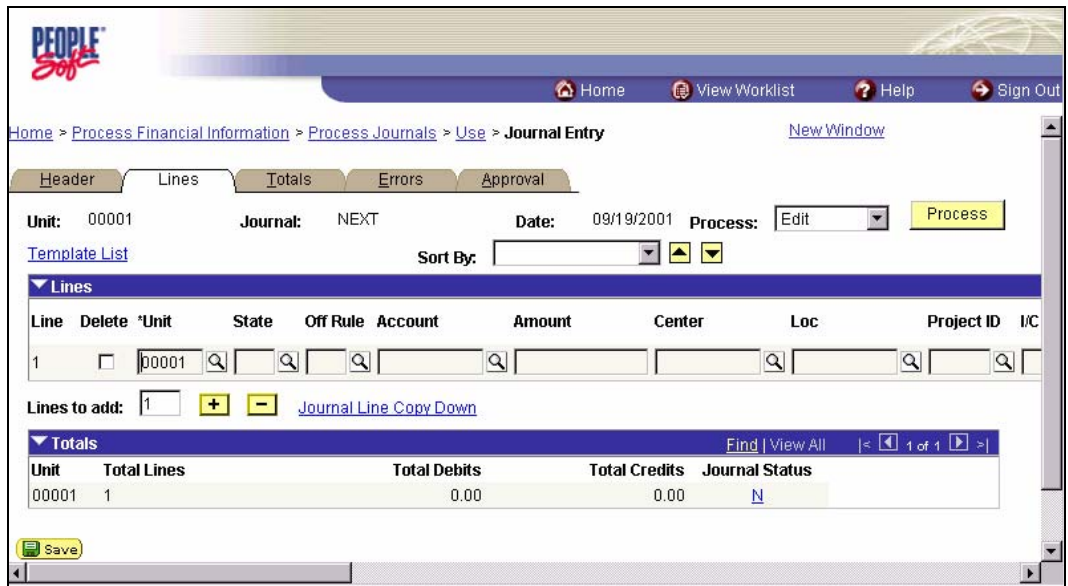 PEOPLE
Soft
Home View Worklist Help Sign Out
Home > Process Financial Information > Process Journals > Use > Journal Entry New Window
Header Lines Totals Errors Approval
Unit: 00001 Journal: NEXT Date: 09/19/2001 Process: Edit Process
Template List Sort By:
Lines
Line Delete *Unit State Off Rule Account Amount Center Loc Project ID I/C
1 00001
Lines to add: 1 + - Journal Line Copy Down
Totals Find | View All |< 1 of 1 >|
Unit Total Lines Total Debits Total Credits Journal Status
00001 1 0.00 0.00 N
Save